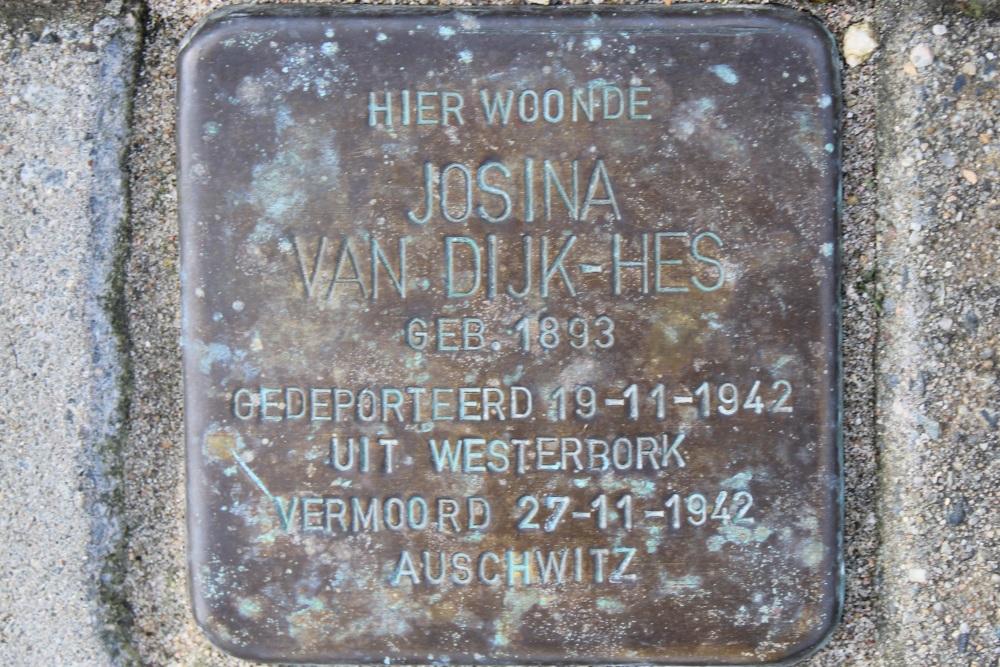 HIER WOONDE
JOSINA
VAN DIJK-HES
GEB. 1893
GEDEPORTEERD 19-11-1942
UIT WESTERBORK
VERMOORD 27-11-1942
AUSCHWITZ